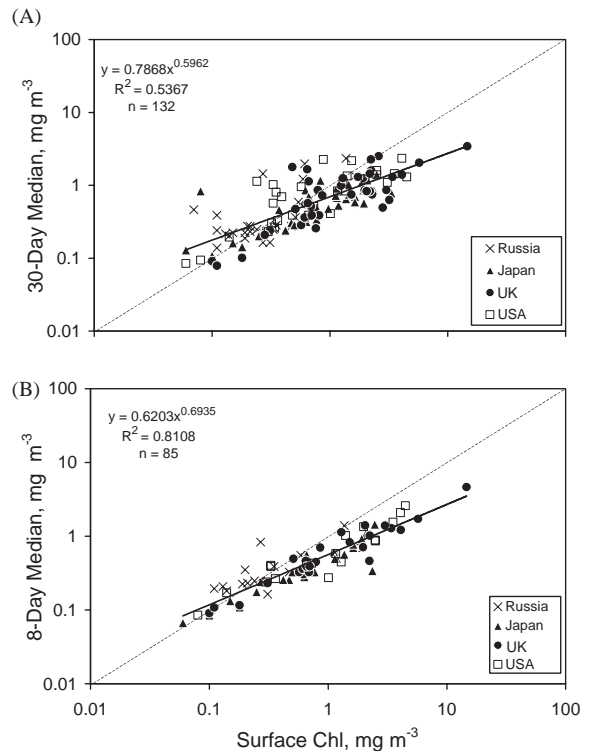 (A)
100
10
1
0.1
0.01
30-Day Median, mg m-3
y = 0.7868x^0.5962
R² = 0.5367
n = 132
Russia
Japan
UK
USA
(B)
100
10
1
0.1
0.01
8-Day Median, mg m-3
y = 0.6203x^0.6935
R² = 0.8108
n = 85
Russia
Japan
UK
USA
0.01 0.1 1 10 100
Surface Chl, mg m-3